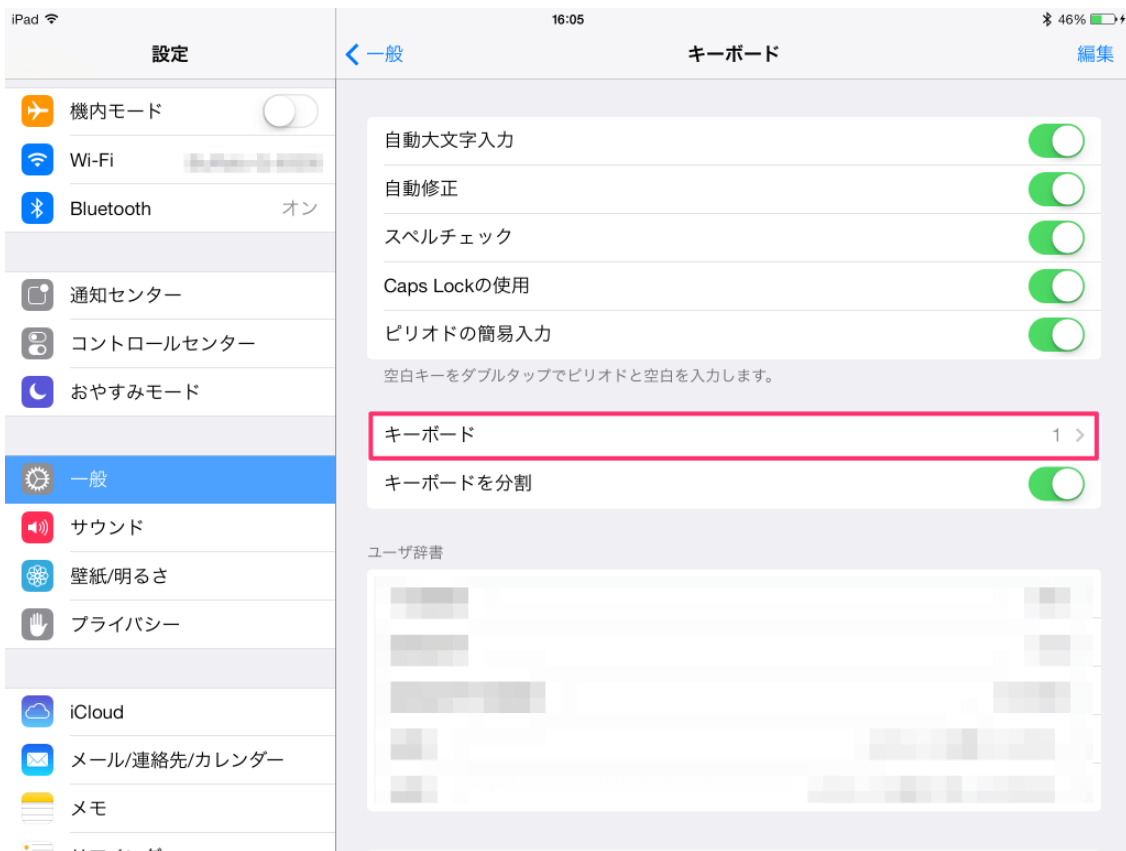 iPad 16:05 46%
設定
機内モード
Wi-Fi
Bluetooth オン
通知センター
コントロールセンター
おやすみモード
一般
サウンド
壁紙/明るさ
プライバシー
iCloud
メール/連絡先/カレンダー
メモ
一般 キーボード 編集
自動大文字入力
自動修正
スペルチェック
Caps Lockの使用
ピリオドの簡易入力
空白キーをダブルタップでピリオドと空白を入力します。
キーボード 1
キーボードを分割
ユーザ辞書